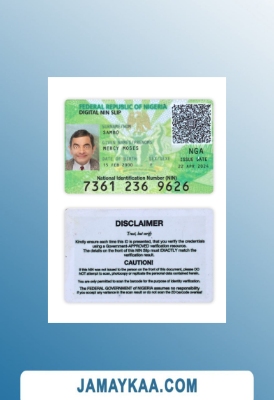 FEDERAL REPUBLIC OF NIGERIA
DIGITAL NIN SLIP
SURNAME/NOM
SAMBO
MERCY MOSES
DATE OF BIRTH
NGA
ISSUE DATE
National Identification Number (NIN)
7361 236 9626
DISCLAIMER
Trust, but verify
Kindly ensure each time this ID is presented, that you verify the credentials
using a Government-APPROVED verification resource.
The details on the front of this NIN Slip must EXACTLY match the
verification result.
CAUTION!
If this NIN was not issued to the person on the front of this document, please DO
NOT attempt to scan, photocopy or replicate the personal data contained herein.
You are only permitted to scan the barcode for the purpose of identity verification.
The FEDERAL GOVERNMENT of NIGERIA assumes no responsibility
if you accept any variance in the scan result or do not scan the 2D barcode overleaf
JAMAYKAA.COM